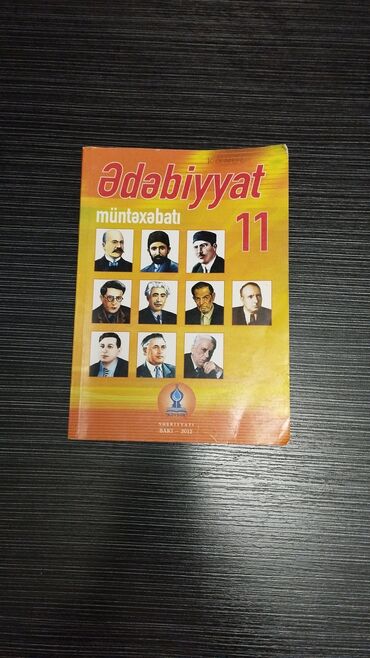 Ədəbiyyat
müntəxəbatı
11
NƏŞRİYYATI
BAKI - 2012